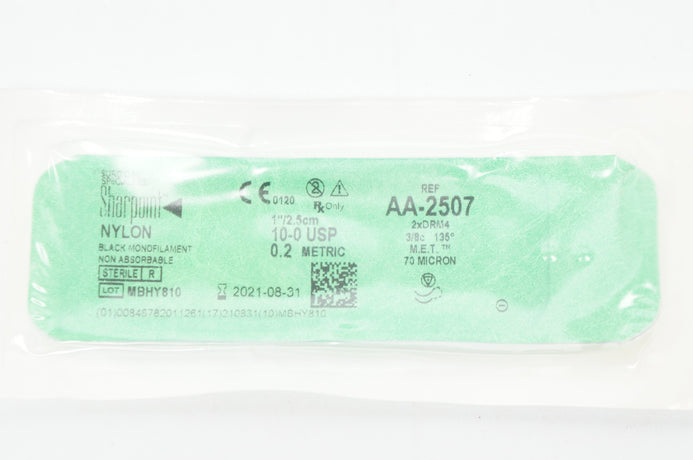 Sharpoint
NYLON
BLACK MONOFILAMENT
NON ABSORBABLE
STERILE R
LOT MBHY810
CE 0120
Rx Only
1"/2.5cm
10-0 USP
0.2 METRIC
2021-08-31
REF
AA-2507
2xDRM4
3/8c 135°
M.E.T.™
70 MICRON
(01)00846782011261(17)210831(10)MBHY810